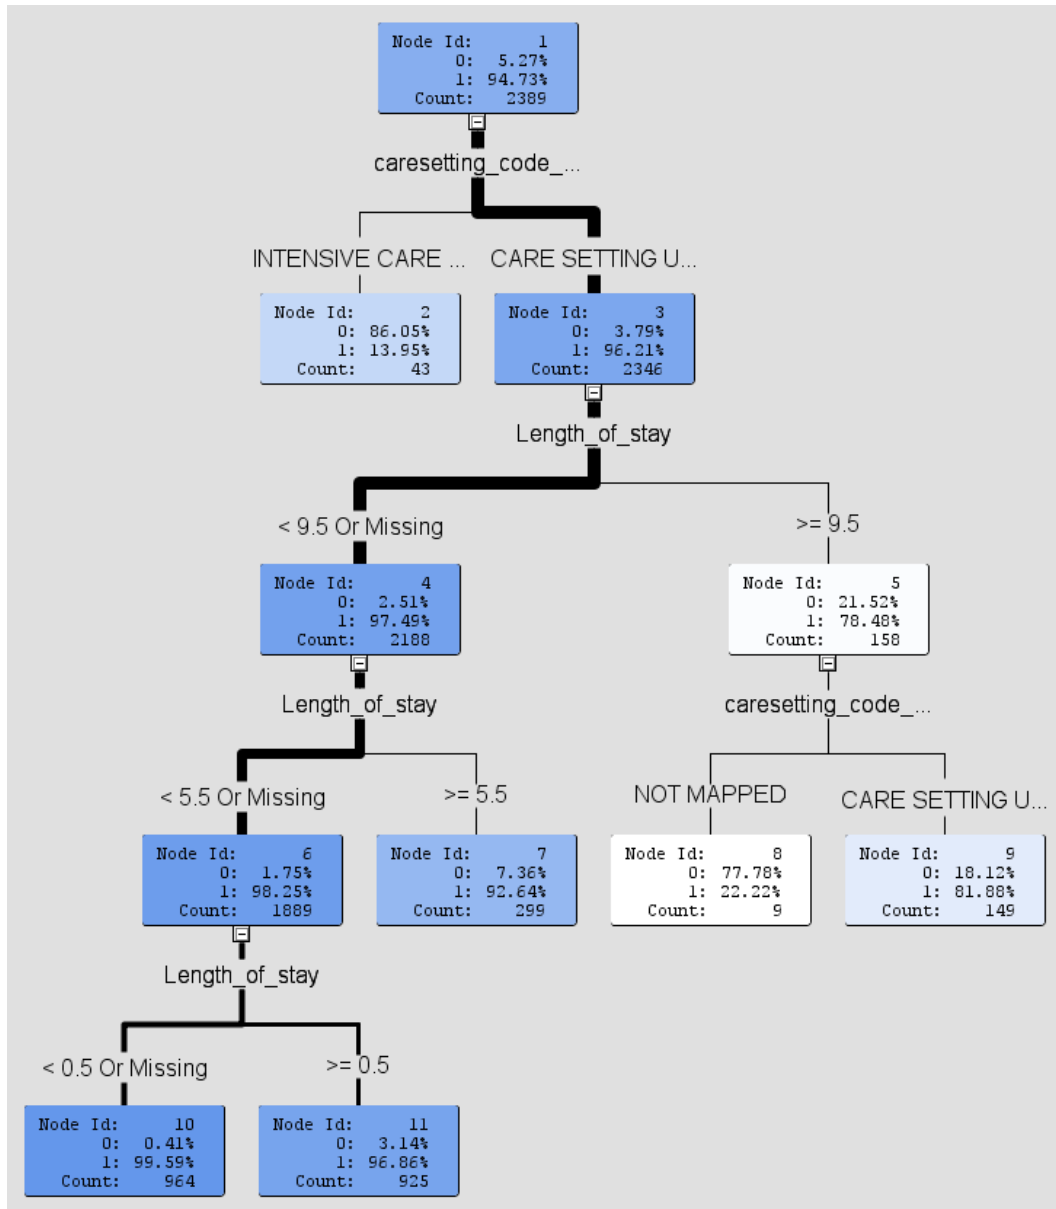 Node Id: 1
0: 5.27%
1: 94.73%
Count: 2389
caresetting_code_...
INTENSIVE CARE ... CARE SETTING U...
Node Id: 2
0: 86.05%
1: 13.95%
Count: 43
Node Id: 3
0: 3.79%
1: 96.21%
Count: 2346
Length_of_stay
< 9.5 Or Missing >= 9.5
Node Id: 4
0: 2.51%
1: 97.49%
Count: 2188
Node Id: 5
0: 21.52%
1: 78.48%
Count: 158
Length_of_stay caresetting_code_...
< 5.5 Or Missing >= 5.5 NOT MAPPED CARE SETTING U...
Node Id: 6
0: 1.75%
1: 98.25%
Count: 1889
Node Id: 7
0: 7.36%
1: 92.64%
Count: 299
Node Id: 8
0: 77.78%
1: 22.22%
Count: 9
Node Id: 9
0: 18.12%
1: 81.88%
Count: 149
Length_of_stay
< 0.5 Or Missing >= 0.5
Node Id: 10
0: 0.41%
1: 99.59%
Count: 964
Node Id: 11
0: 3.14%
1: 96.86%
Count: 925